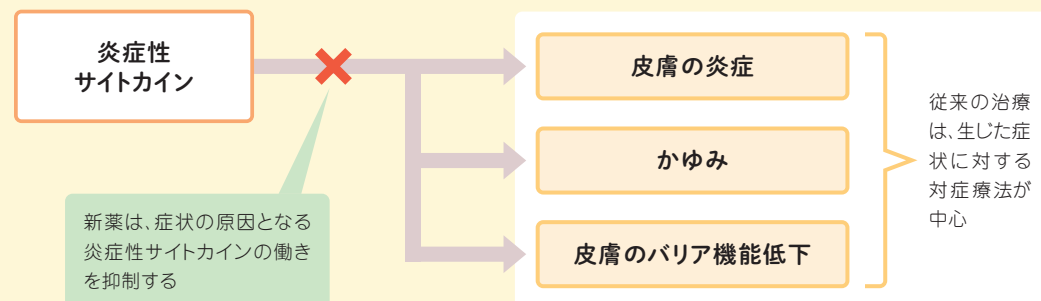 炎症性
サイトカイン
皮膚の炎症
かゆみ
皮膚のバリア機能低下
新薬は、症状の原因となる
炎症性サイトカインの働き
を抑制する
従来の治療
は、生じた症
状に対する
対症療法が
中心